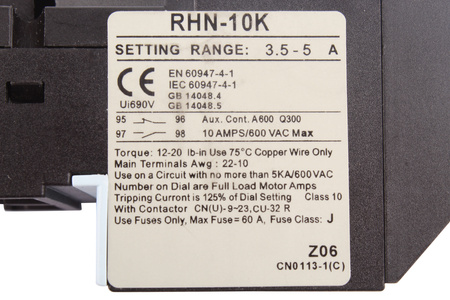 RHN-10K
SETTING RANGE: 3.5-5 A
CE EN 60947-4-1
IEC 60947-4-1
GB 14048.4
Ui690V GB 14048.5
95 96 Aux. Cont. A600 Q300
97 98 10 AMPS/600 VAC Max
Torque: 12-20 lb-in Use 75°C Copper Wire Only
Main Terminals Awg : 22-10
Use on a Circuit with no more than 5KA/600VAC
Number on Dial are Full Load Motor Amps
Tripping Current is 125% of Dial Setting Class 10
With Contactor CN(U)-9~23,CU-32 R
Use Fuses Only, Max Fuse= 60 A, Fuse Class: J
Z06
CN0113-1(C)